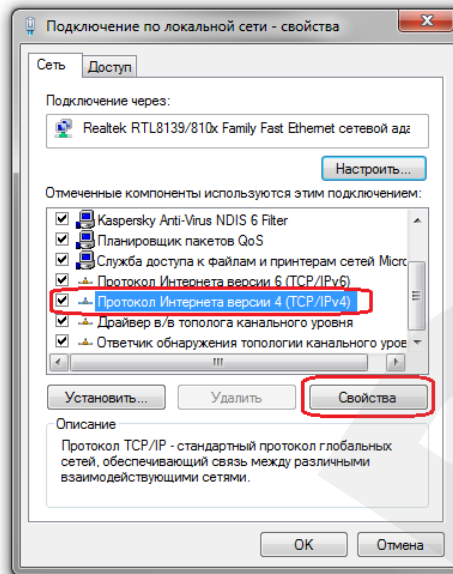 Подключение по локальной сети - свойства
Сеть Доступ
Подключение через:
Realtek RTL8139/810x Family Fast Ethernet сетевой ада
Настроить...
Отмеченные компоненты используются этим подключением:
Kaspersky Anti-Virus NDIS 6 Filter
Планировщик пакетов QoS
Служба доступа к файлам и принтерам сетей Micro
Протокол Интернета версии 6 (TCP/IPv6)
Протокол Интернета версии 4 (TCP/IPv4)
Драйвер в/в тополога канального уровня
Ответчик обнаружения топологии канального уров
Установить... Удалить Свойства
Описание
Протокол TCP/IP - стандартный протокол глобальных
сетей, обеспечивающий связь между различными
взаимодействующими сетями.
OK Отмена